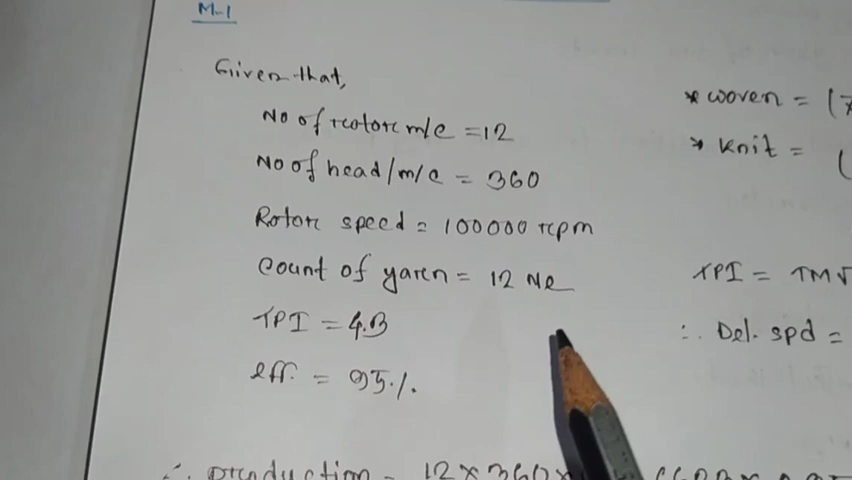 M-1
Given that,
No of rotor m/c = 12
No of head/m/c = 360
Rotor speed = 100000 rpm
Count of yarn = 12 Ne
TPI = 4.3
eff. = 95%.
∴ Production = 12 x 360 x
* woven = (7
* Knit = (
TPI = TM√
∴ Del. spd =